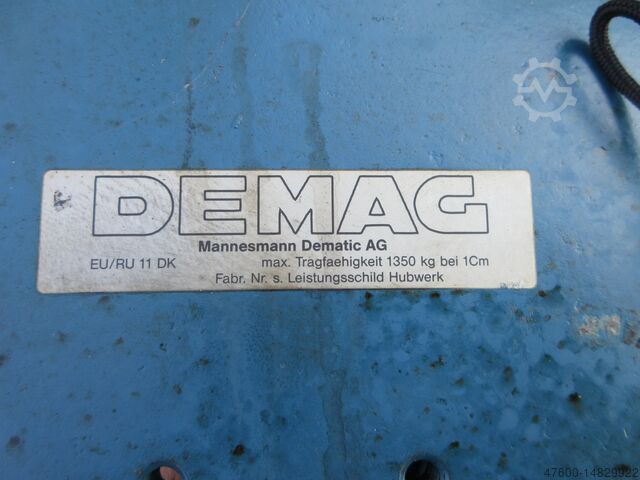 DEMAG
Mannesmann Dematic AG
EU/RU 11 DK max. Tragfaehigkeit 1350 kg bei 1Cm
Fabr. Nr. s. Leistungsschild Hubwerk
47600-14829922